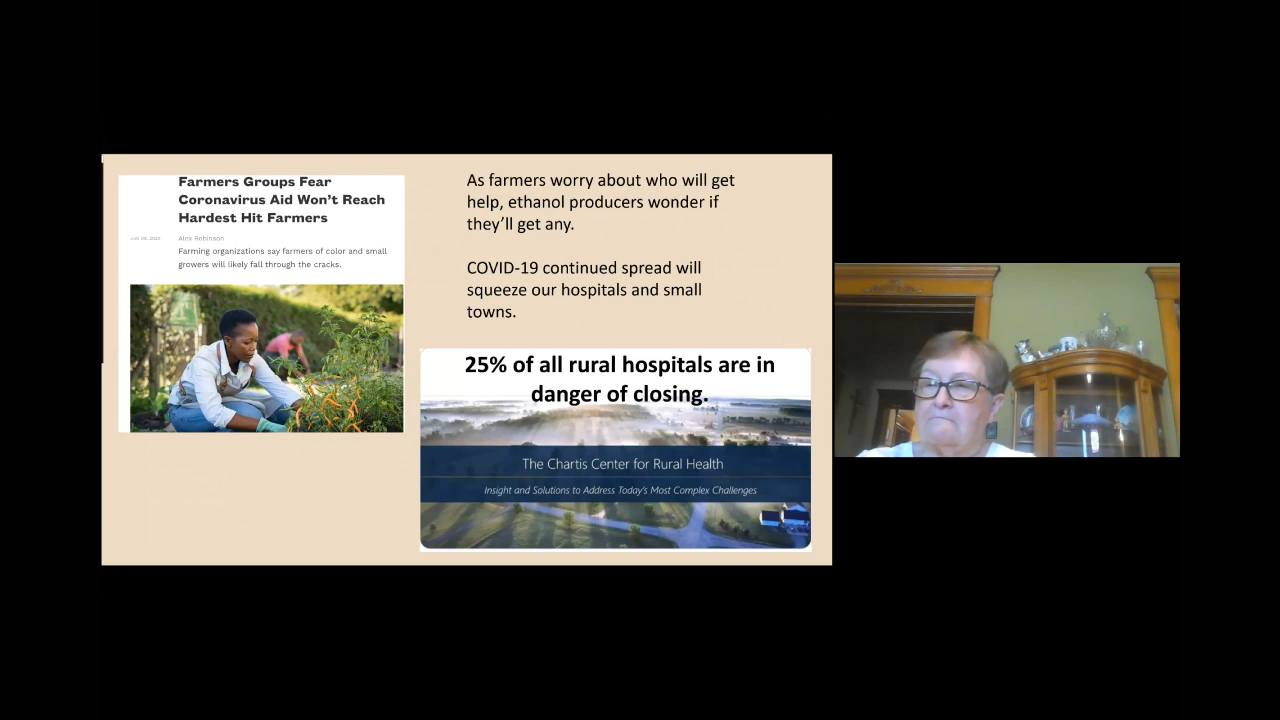 Farmers Groups Fear
Coronavirus Aid Won't Reach
Hardest Hit Farmers
JUN 08, 2020
Alex Robinson
Farming organizations say farmers of color and small
growers will likely fall through the cracks.
As farmers worry about who will get
help, ethanol producers wonder if
they'll get any.
COVID-19 continued spread will
squeeze our hospitals and small
towns.
25% of all rural hospitals are in
danger of closing.
The Chartis Center for Rural Health
Insight and Solutions to Address Today's Most Complex Challenges